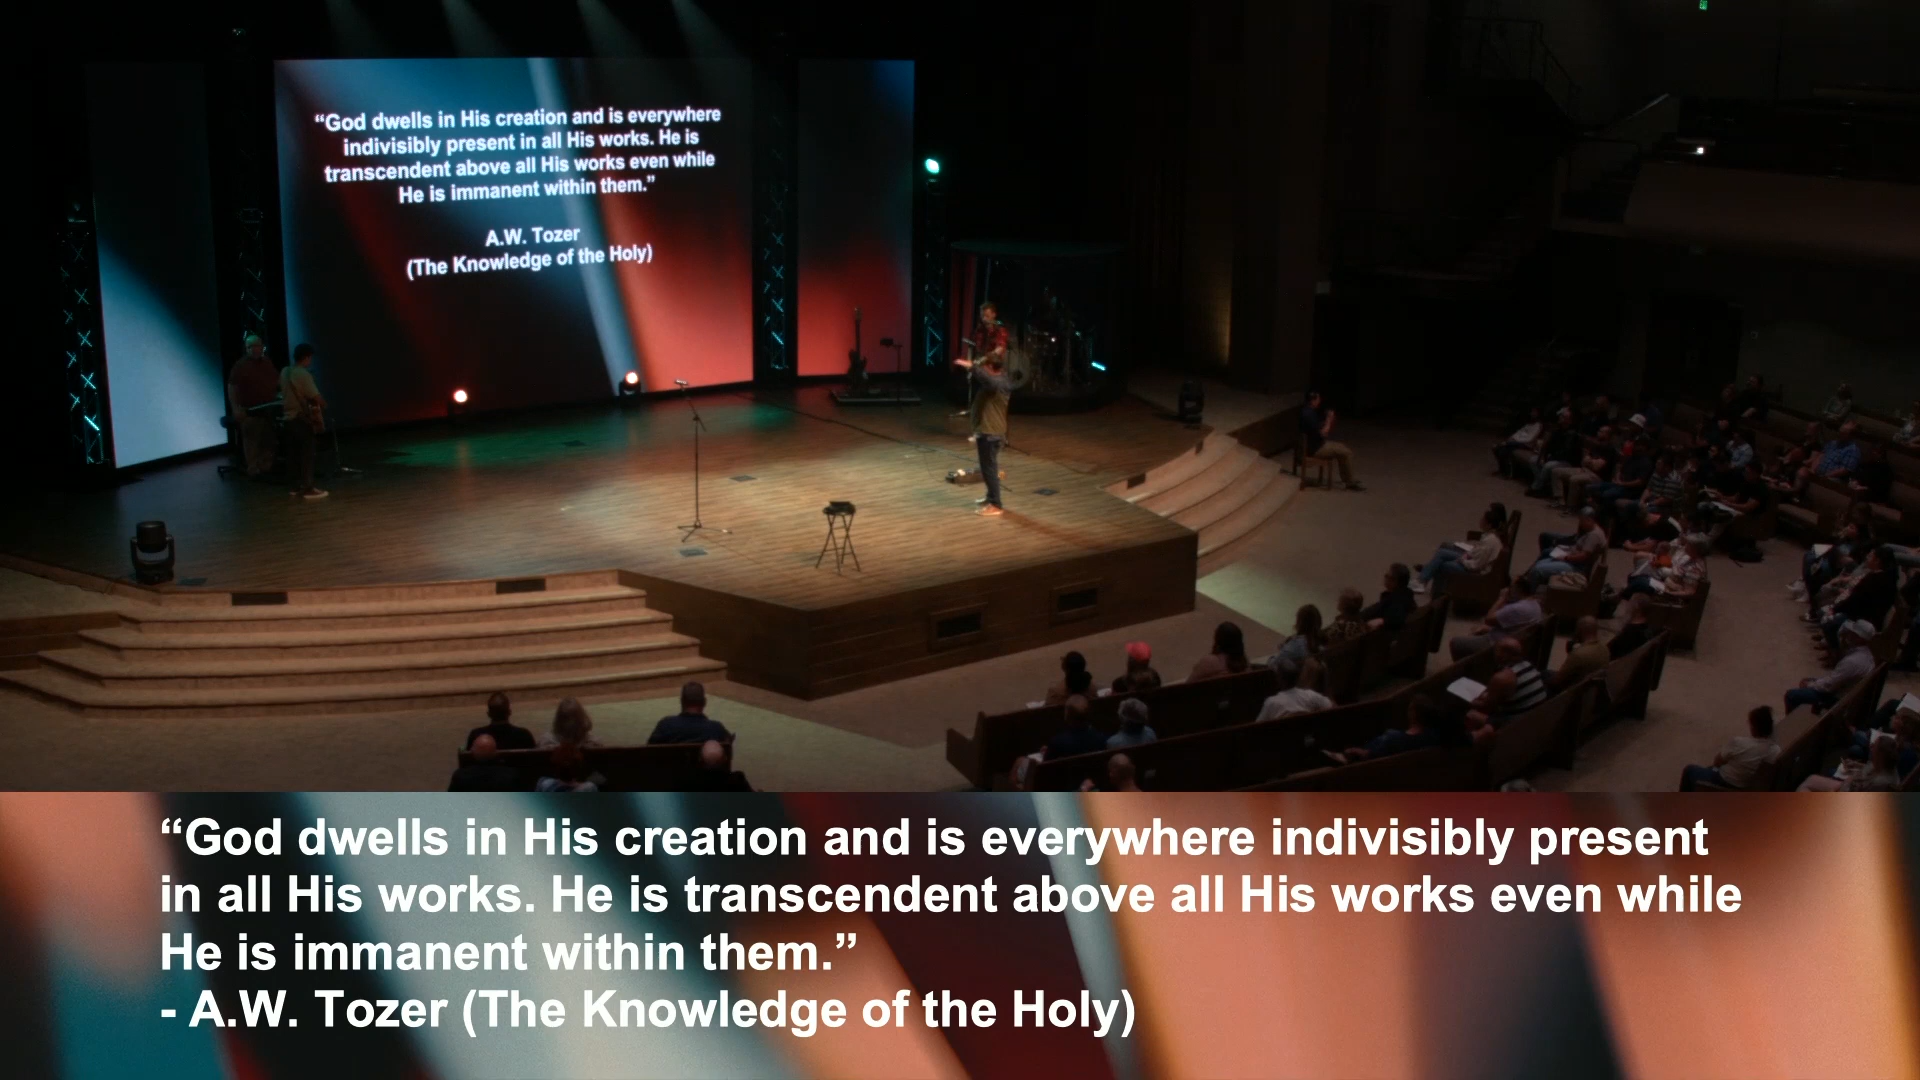 “God dwells in His creation and is everywhere
indivisibly present in all His works. He is
transcendent above all His works even while
He is immanent within them.”
A.W. Tozer
(The Knowledge of the Holy)
“God dwells in His creation and is everywhere indivisibly present
in all His works. He is transcendent above all His works even while
He is immanent within them.”
- A.W. Tozer (The Knowledge of the Holy)